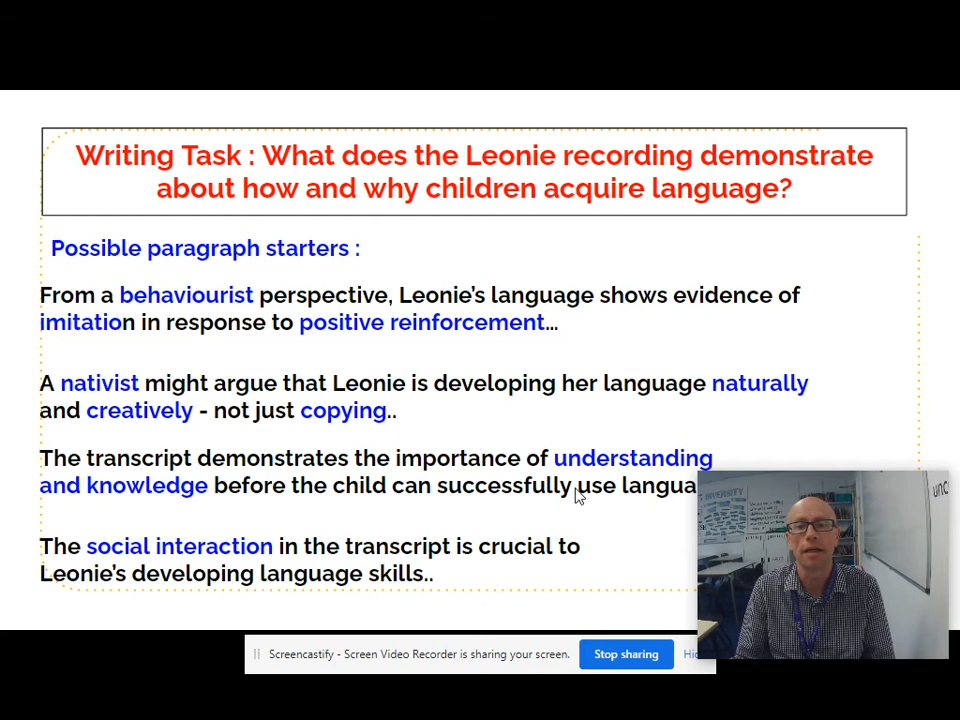 Writing Task : What does the Leonie recording demonstrate
about how and why children acquire language?
Possible paragraph starters :
From a behaviourist perspective, Leonie's language shows evidence of
imitation in response to positive reinforcement...
A nativist might argue that Leonie is developing her language naturally
and creatively - not just copying..
The transcript demonstrates the importance of understanding
and knowledge before the child can successfully use langua
The social interaction in the transcript is crucial to
Leonie's developing language skills..
Screencastify - Screen Video Recorder is sharing your screen.
Stop sharing